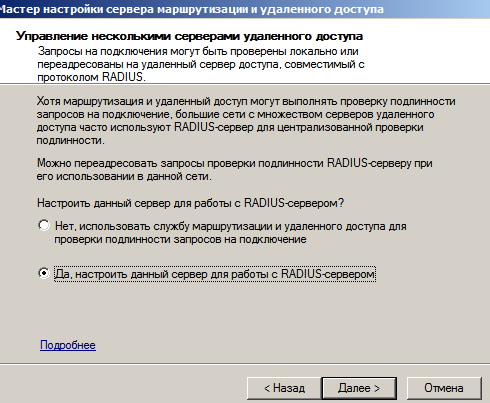 Мастер настройки сервера маршрутизации и удаленного доступа
Управление несколькими серверами удаленного доступа
Запросы на подключения могут быть проверены локально или
переадресованы на удаленный сервер доступа, совместимый с
протоколом RADIUS.
Хотя маршрутизация и удаленный доступ могут выполнять проверку подлинности
запросов на подключение, большие сети с множеством серверов удаленного
доступа часто используют RADIUS-сервер для централизованной проверки
подлинности.
Можно переадресовать запросы проверки подлинности RADIUS-серверу при
его использовании в данной сети.
Настроить данный сервер для работы с RADIUS-сервером?
Нет, использовать службу маршрутизации и удаленного доступа для
проверки подлинности запросов на подключение
Да, настроить данный сервер для работы с RADIUS-сервером
Подробнее
< Назад Далее > Отмена